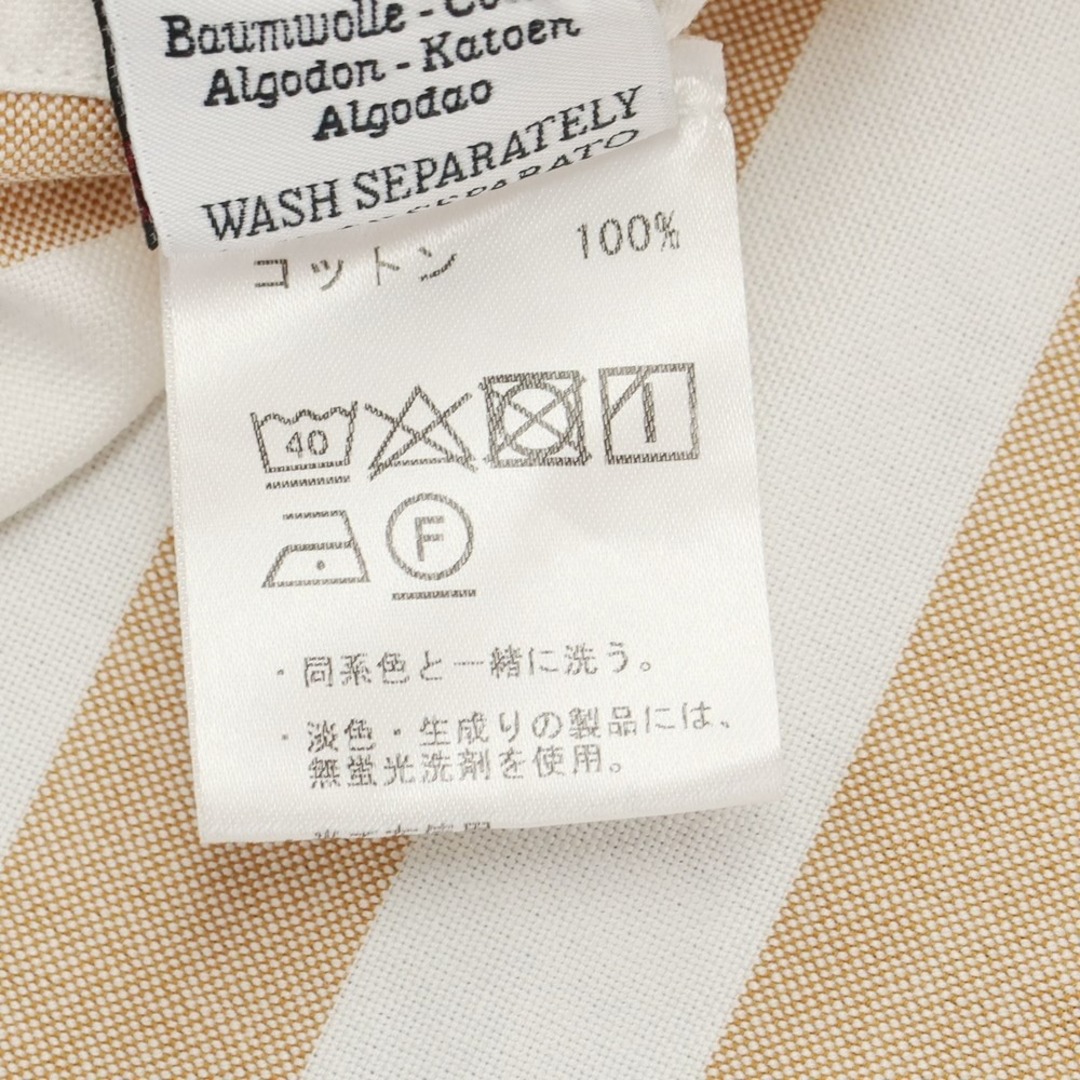 Baumwolle -
Algodon - Katoen
Algodao
WASH SEPARATELY
SEPARATO
コットン 100%
40
F
・同系色と一緒に洗う。
・淡色・生成りの製品には、
無蛍光洗剤を使用。